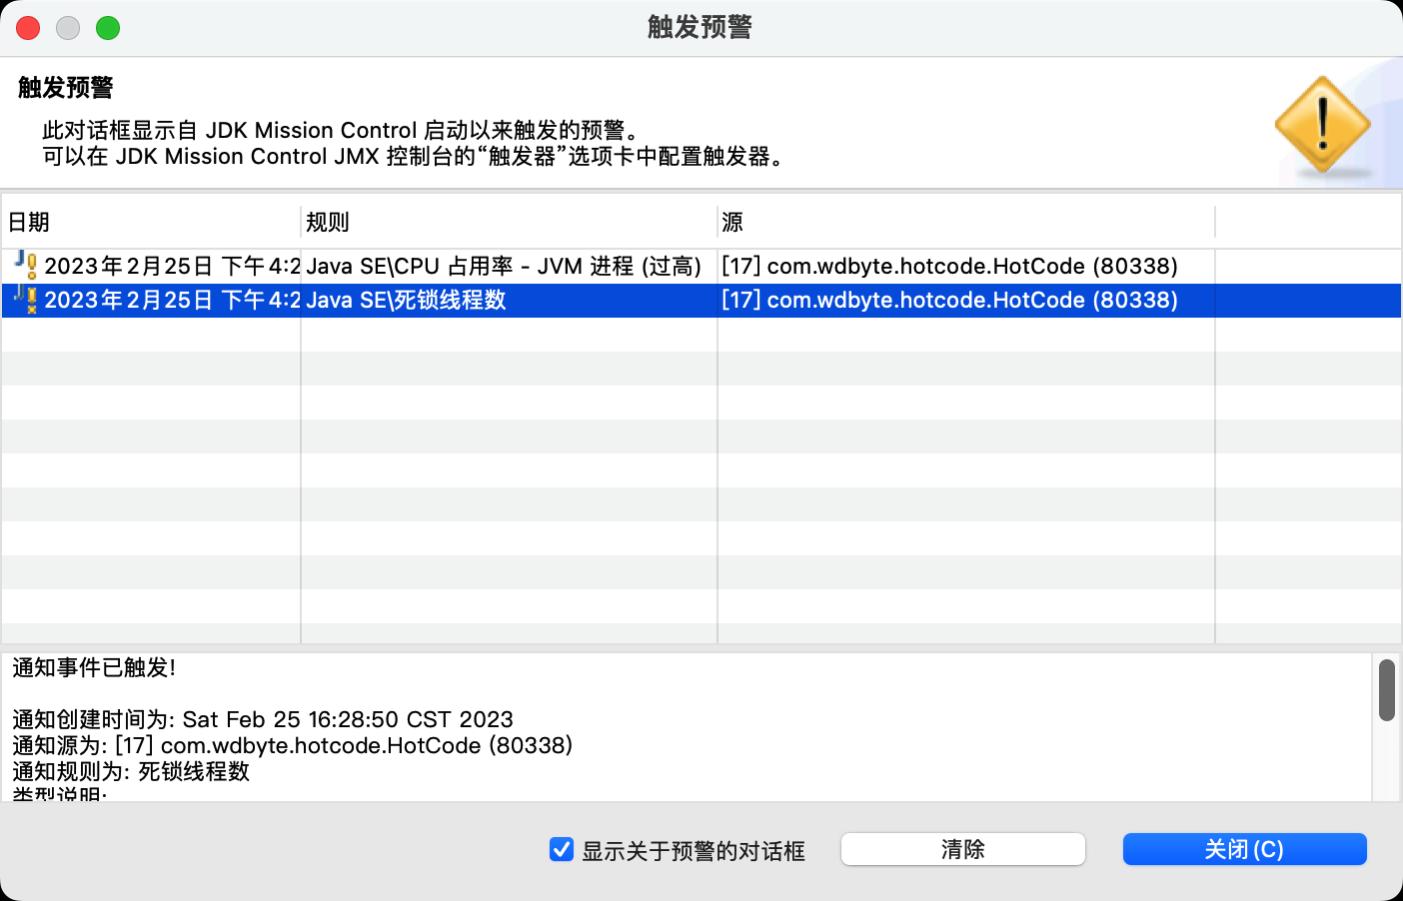 触发预警
触发预警
此对话框显示自 JDK Mission Control 启动以来触发的预警。
可以在 JDK Mission Control JMX 控制台的“触发器”选项卡中配置触发器。
日期 规则 源
2023年2月25日 下午4:2 Java SE\CPU 占用率 - JVM 进程 (过高) [17] com.wdbyte.hotcode.HotCode (80338)
2023年2月25日 下午4:2 Java SE\死锁线程数 [17] com.wdbyte.hotcode.HotCode (80338)
通知事件已触发!
通知创建时间为: Sat Feb 25 16:28:50 CST 2023
通知源为: [17] com.wdbyte.hotcode.HotCode (80338)
通知规则为: 死锁线程数
类型说明:
显示关于预警的对话框 清除 关闭(C)